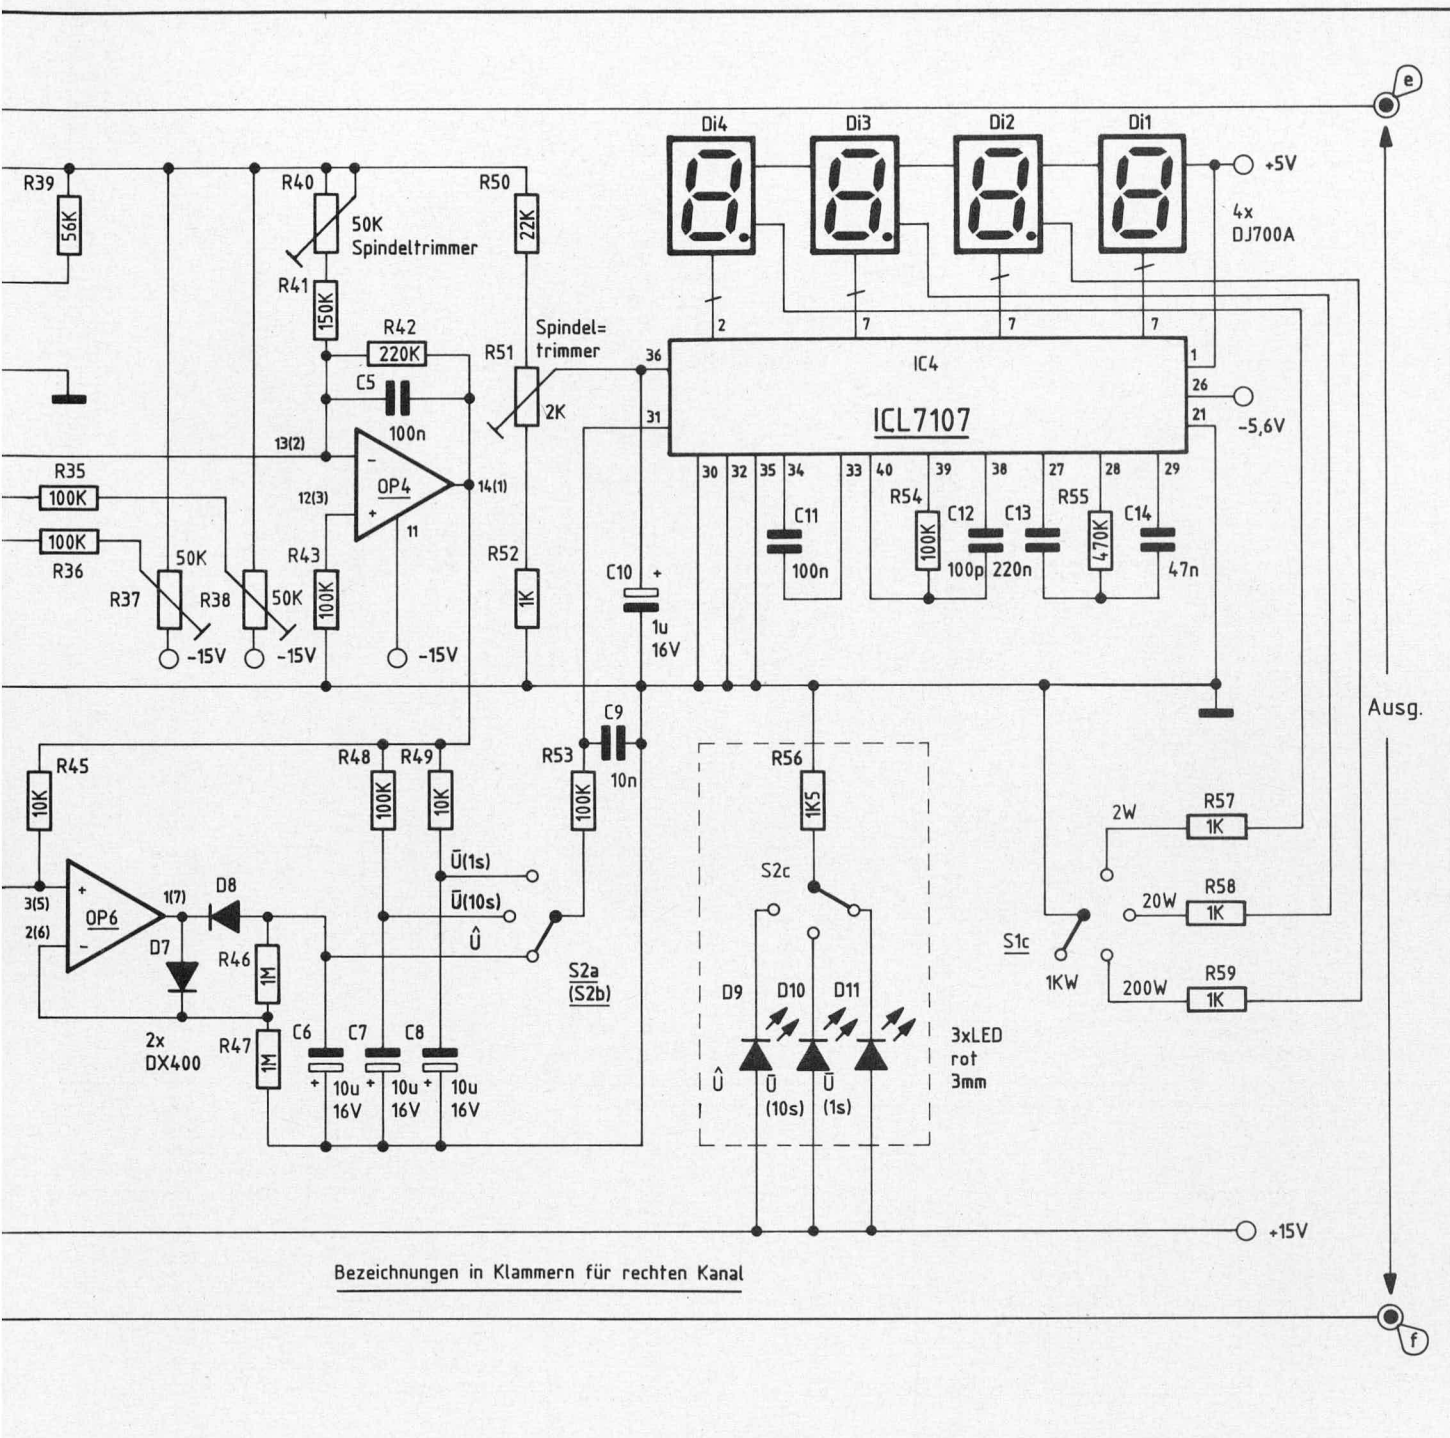 e
Di4
Di3
Di2
Di1
+5V
4x
DJ700A
R39
56K
R40
50K
Spindeltrimmer
R50
22K
R41
150K
R42
220K
C5
100n
R51
Spindel=
trimmer
2K
2
7
7
7
36
31
IC4
ICL7107
1
26
21
-5,6V
30
32
35
34
33
40
39
38
27
28
29
13(2)
-
OP4
14(1)
12(3)
+
11
R35
100K
100K
R36
R37
50K
R38
50K
R43
100K
R52
1K
-15V
-15V
-15V
C10
+
1u
16V
C11
100n
R54
100K
C12
100p
C13
220n
R55
470K
C14
47n
Ausg.
R45
10K
R48
100K
R49
10K
R53
100K
C9
10n
R56
1K5
S2c
Ū(1s)
Ū(10s)
Û
S2a
(S2b)
3(5)
+
OP6
1(7)
2(6)
-
D8
D7
R46
1M
R47
1M
2x
DX400
C6
+
10u
16V
C7
+
10u
16V
C8
+
10u
16V
D9
D10
D11
Û
Ū
(10s)
Ū
(1s)
3xLED
rot
3mm
2W
R57
1K
20W
R58
1K
S1c
1KW
200W
R59
1K
+15V
Bezeichnungen in Klammern für rechten Kanal
f